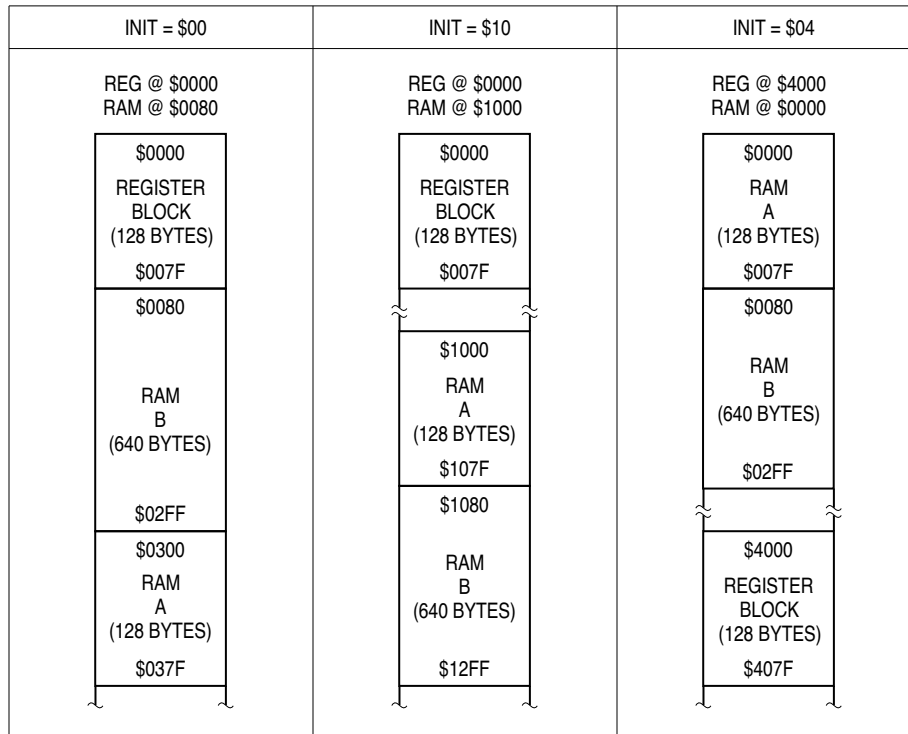 INIT = $00
REG @ $0000
RAM @ $0080
$0000
REGISTER
BLOCK
(128 BYTES)
$007F
$0080
RAM
B
(640 BYTES)
$02FF
$0300
RAM
A
(128 BYTES)
$037F
INIT = $10
REG @ $0000
RAM @ $1000
$0000
REGISTER
BLOCK
(128 BYTES)
$007F
$1000
RAM
A
(128 BYTES)
$107F
$1080
RAM
B
(640 BYTES)
$12FF
INIT = $04
REG @ $4000
RAM @ $0000
$0000
RAM
A
(128 BYTES)
$007F
$0080
RAM
B
(640 BYTES)
$02FF
$4000
REGISTER
BLOCK
(128 BYTES)
$407F